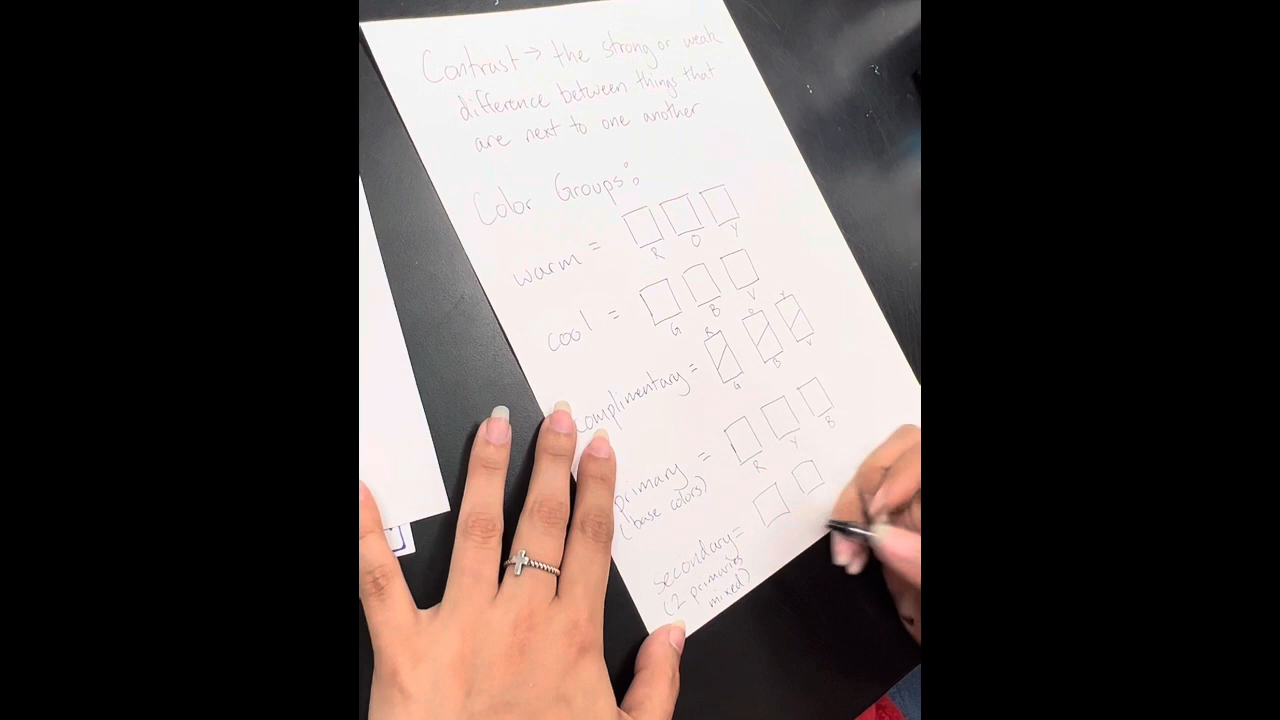 Contrast → the strong or weak
difference between things that
are next to one another
Color Groups:
warm =
R O Y
cool =
G B V
complimentary =
R O Y
G B V
primary =
(base colors)
R Y B
secondary=
(2 primaries
mixed)